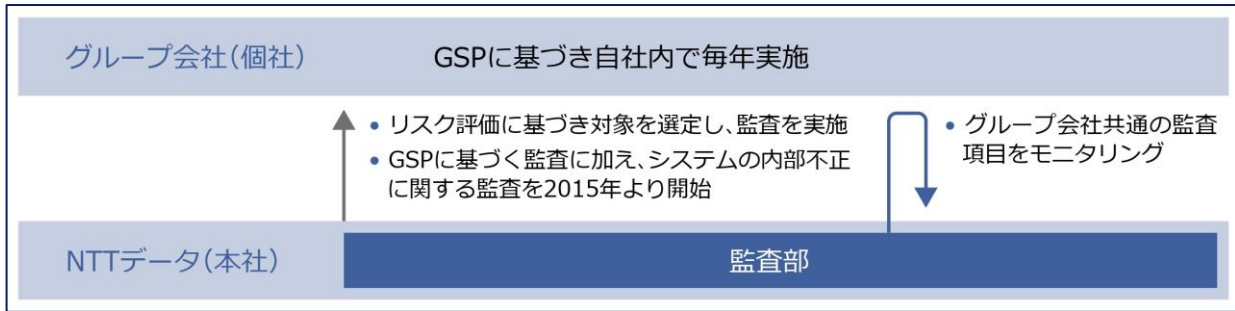 グループ会社(個社)
GSPに基づき自社内で毎年実施
• リスク評価に基づき対象を選定し、監査を実施
• GSPに基づく監査に加え、システムの内部不正
に関する監査を2015年より開始
• グループ会社共通の監査
項目をモニタリング
NTTデータ(本社)
監査部